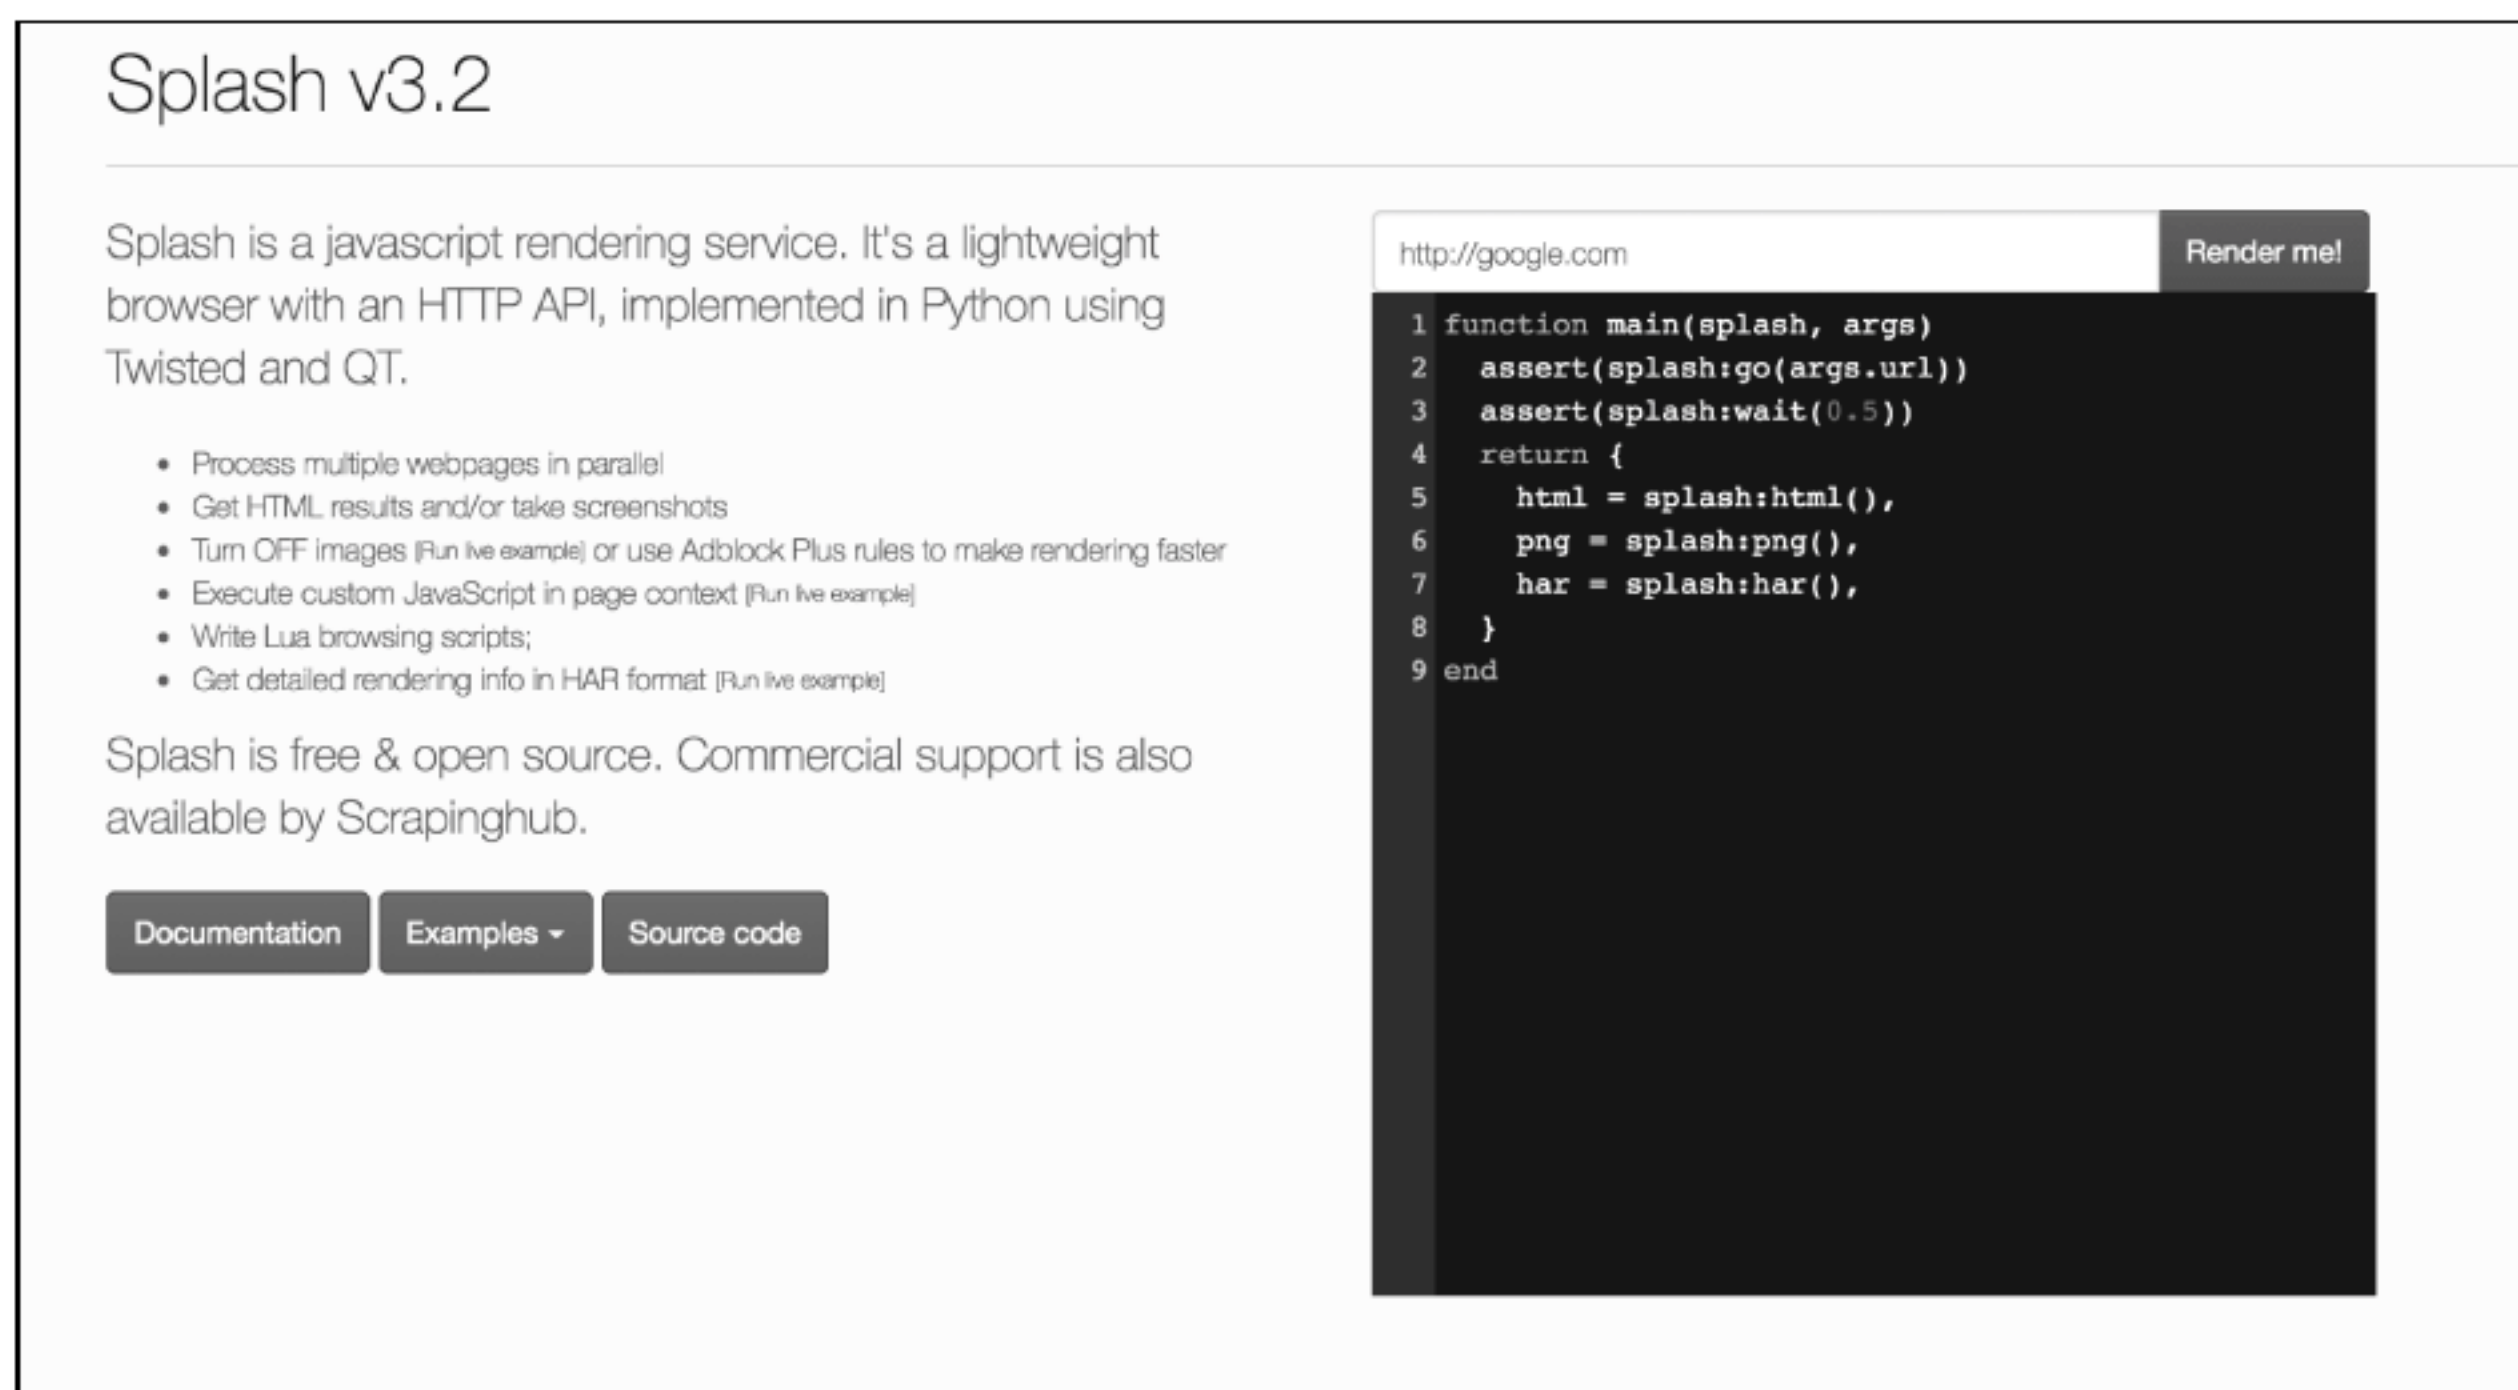 Splash v3.2
Splash is a javascript rendering service. It's a lightweight
browser with an HTTP API, implemented in Python using
Twisted and QT.
• Process multiple webpages in parallel
• Get HTML results and/or take screenshots
• Turn OFF images [Run live example] or use Adblock Plus rules to make rendering faster
• Execute custom JavaScript in page context [Run live example]
• Write Lua browsing scripts;
• Get detailed rendering info in HAR format [Run live example]
Splash is free & open source. Commercial support is also
available by Scrapinghub.
Documentation Examples Source code
http://google.com Render me!
1 function main(splash, args)
2   assert(splash:go(args.url))
3   assert(splash:wait(0.5))
4   return {
5     html = splash:html(),
6     png = splash:png(),
7     har = splash:har(),
8   }
9 end